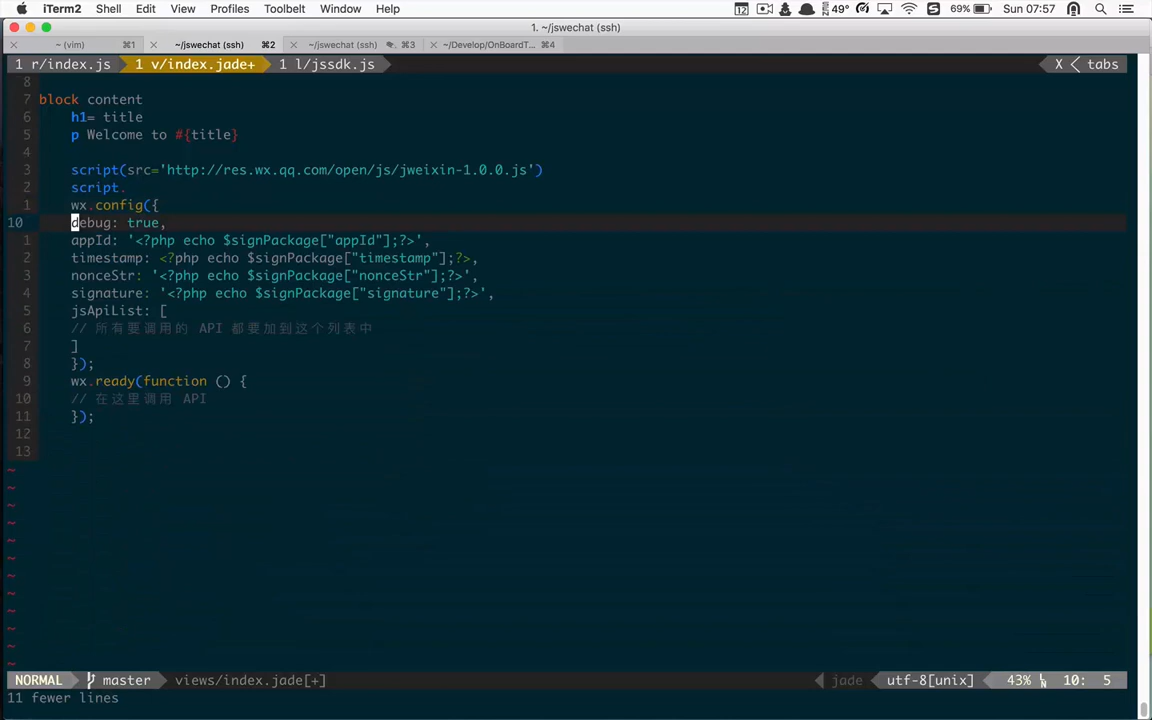 iTerm2 Shell Edit View Profiles Toolbelt Window Help 12 49° 69% Sun 07:57
1. ~/jswechat (ssh)
~ (vim) ⌘1 ~/jswechat (ssh) ⌘2 ~/jswechat (ssh) ⌘3 ~/Develop/OnBoardT... ⌘4
1 r/index.js 1 v/index.jade+ 1 l/jssdk.js X < tabs
8
7 block content
6 h1= title
5 p Welcome to #{title}
4
3 script(src='http://res.wx.qq.com/open/js/jweixin-1.0.0.js')
2 script.
1 wx.config({
10 debug: true,
1 appId: '<?php echo $signPackage["appId"];?>',
2 timestamp: <?php echo $signPackage["timestamp"];?>,
3 nonceStr: '<?php echo $signPackage["nonceStr"];?>',
4 signature: '<?php echo $signPackage["signature"];?>',
5 jsApiList: [
6 // 所有要调用的 API 都要加到这个列表中
7 ]
8 });
9 wx.ready(function () {
10 // 在这里调用 API
11 });
12
13
~
~
~
~
~
~
~
~
~
~
~
~
NORMAL master views/index.jade[+] jade utf-8[unix] 43% 10: 5
11 fewer lines